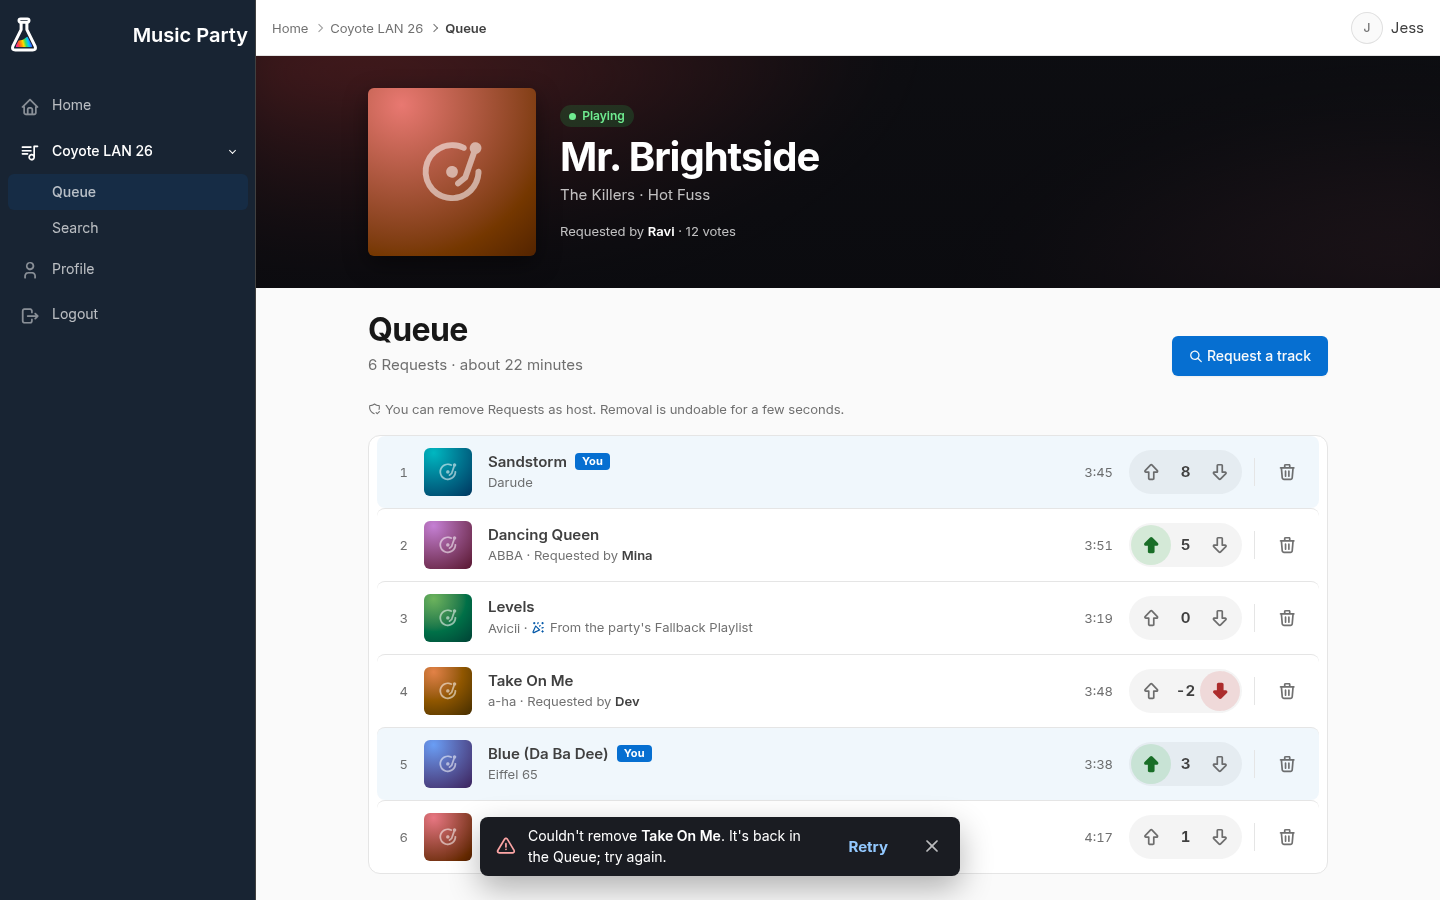 Music Party
Home
Coyote LAN 26
Queue
Search
Profile
Logout
Home
Coyote LAN 26
Queue
J
Jess
Playing
Mr. Brightside
The Killers · Hot Fuss
Requested by Ravi · 12 votes
Queue
6 Requests · about 22 minutes
Request a track
You can remove Requests as host. Removal is undoable for a few seconds.
1
Sandstorm You
Darude
3:45
8
2
Dancing Queen
ABBA · Requested by Mina
3:51
5
3
Levels
Avicii · From the party's Fallback Playlist
3:19
0
4
Take On Me
a-ha · Requested by Dev
3:48
-2
5
Blue (Da Ba Dee) You
Eiffel 65
3:38
3
6
4:17
1
Couldn't remove Take On Me. It's back in
the Queue; try again.
Retry